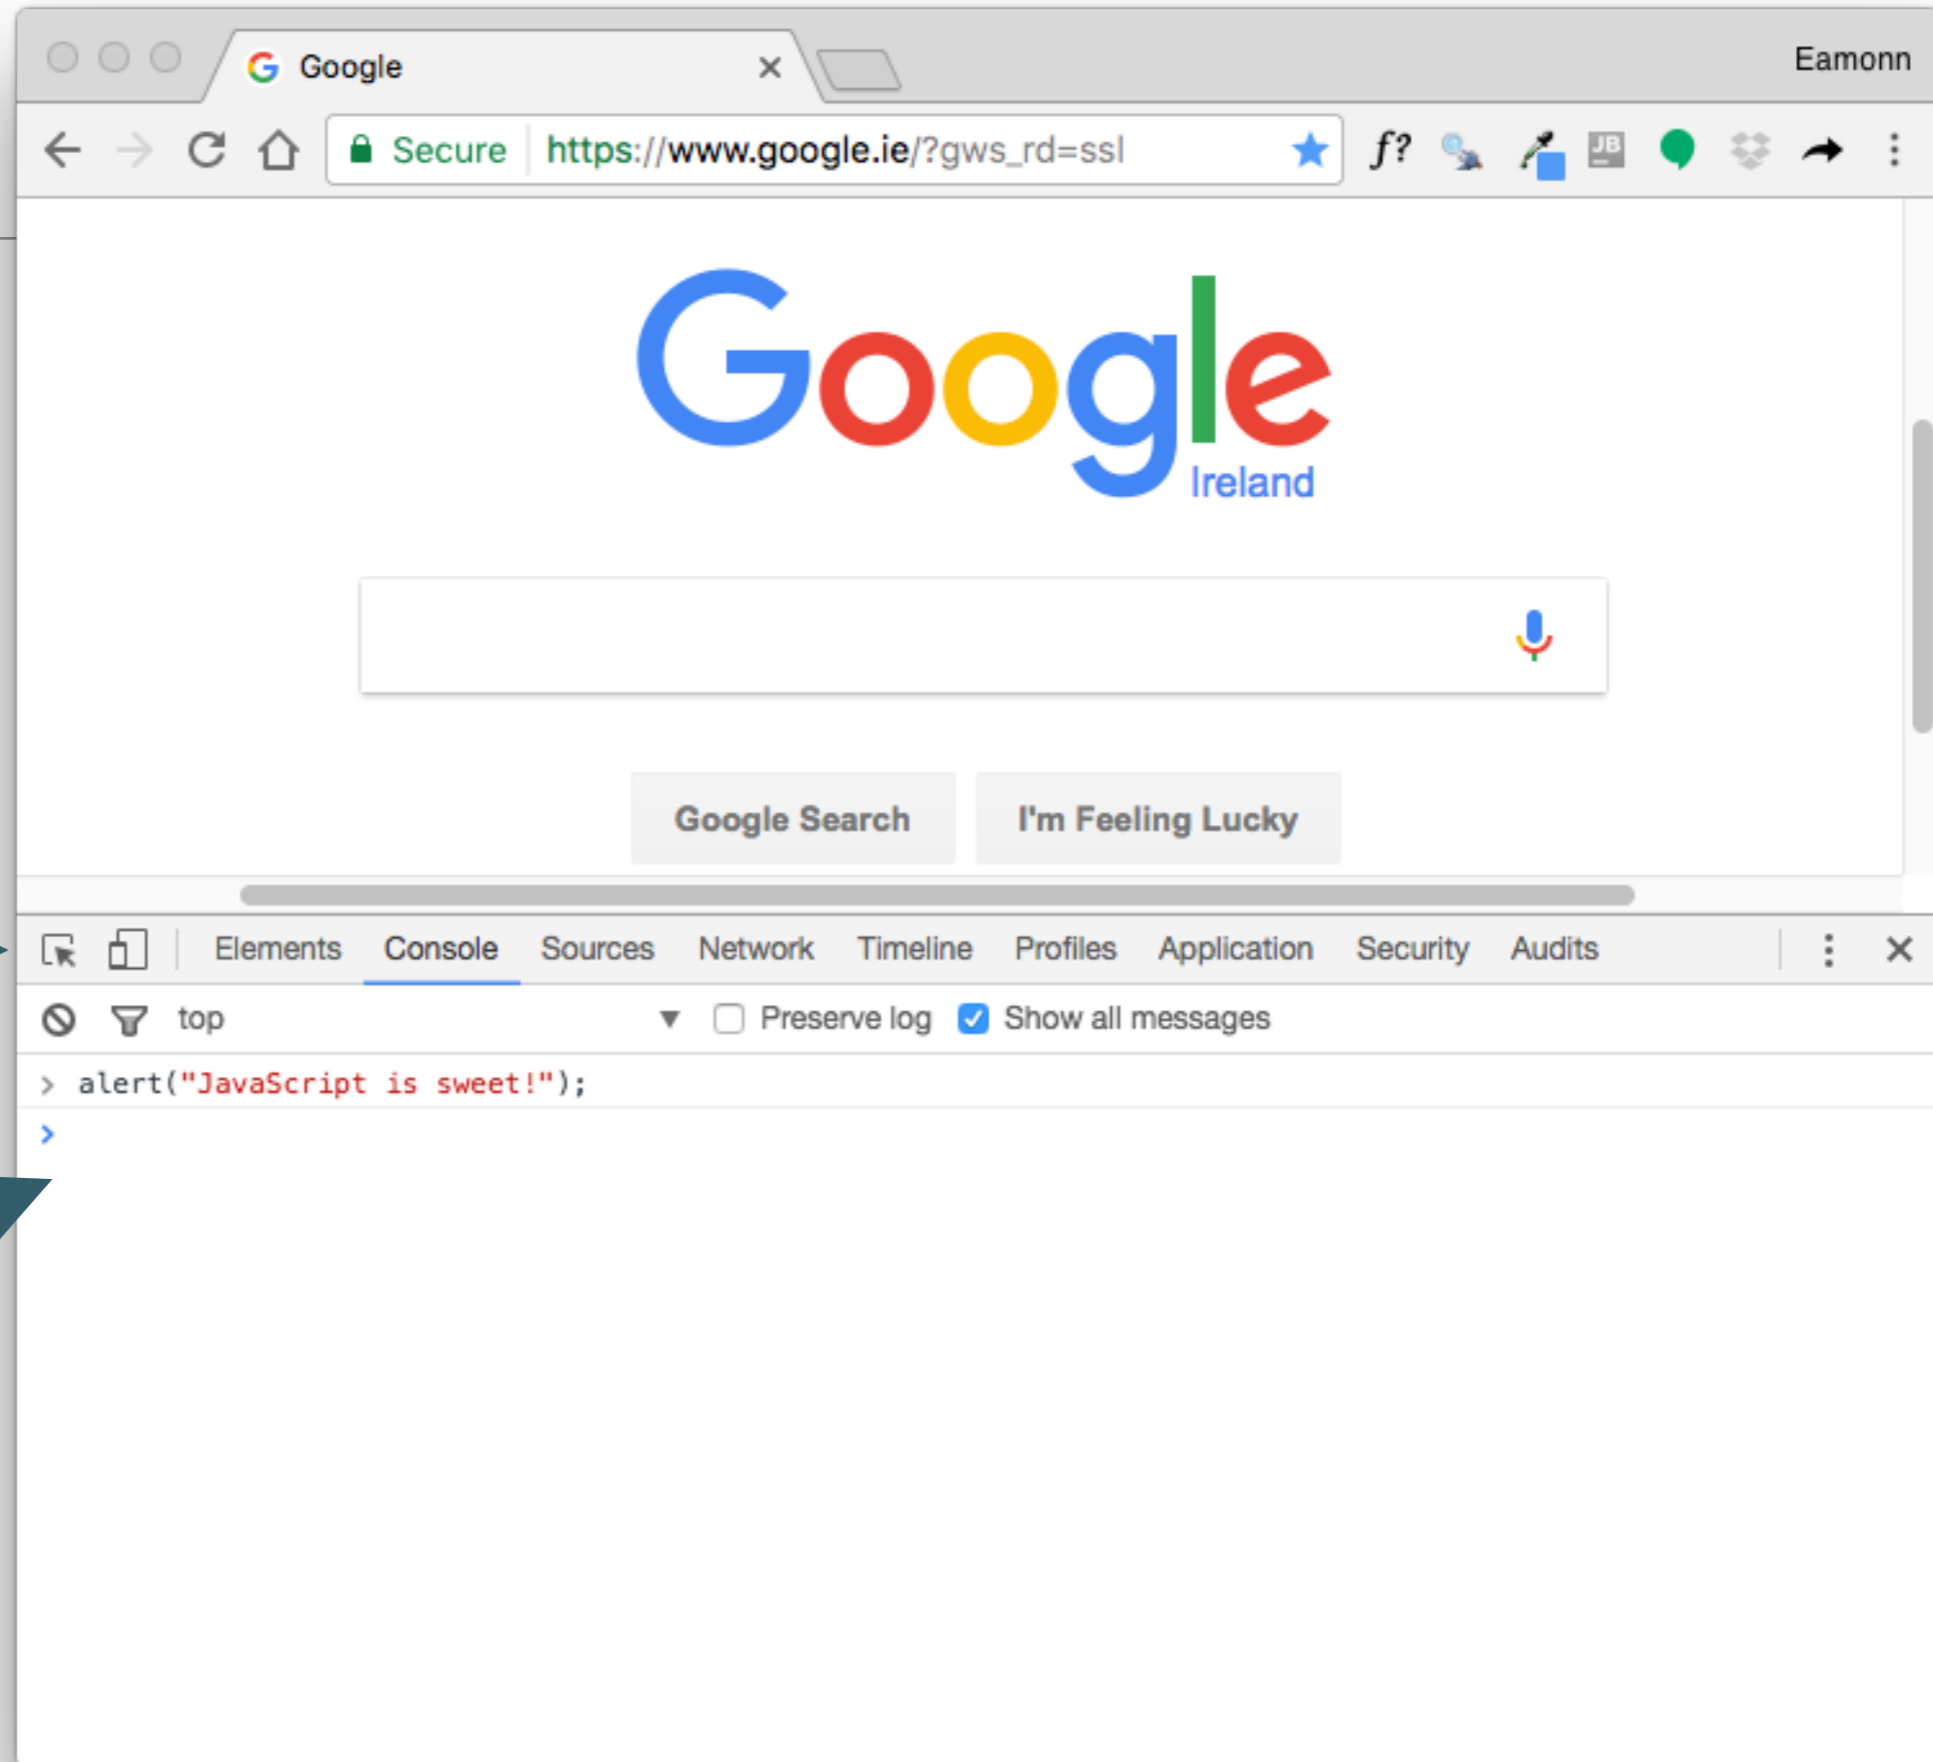 Google
Eamonn
Secure https://www.google.ie/?gws_rd=ssl f? JB
Google
Ireland
Google Search I'm Feeling Lucky
Elements Console Sources Network Timeline Profiles Application Security Audits
top Preserve log Show all messages
> alert("JavaScript is sweet!");
>